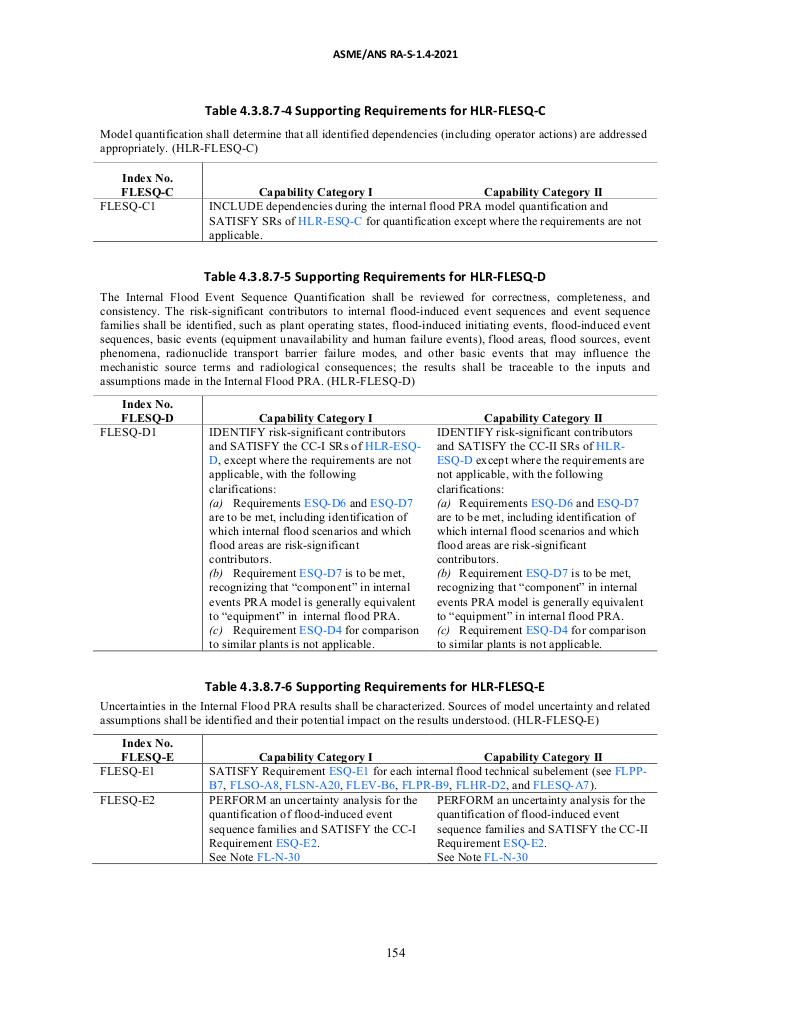 ASME/ANS RA-S-1.4-2021
Table 4.3.8.7-4 Supporting Requirements for HLR-FLESQ-C
Model quantification shall determine that all identified dependencies (including operator actions) are addressed
appropriately. (HLR-FLESQ-C)
Index No.
FLESQ-C Capability Category I Capability Category II
FLESQ-C1 INCLUDE dependencies during the internal flood PRA model quantification and
SATISFY SRs of HLR-ESQ-C for quantification except where the requirements are not
applicable.
Table 4.3.8.7-5 Supporting Requirements for HLR-FLESQ-D
The Internal Flood Event Sequence Quantification shall be reviewed for correctness, completeness, and
consistency. The risk-significant contributors to internal flood-induced event sequences and event sequence
families shall be identified, such as plant operating states, flood-induced initiating events, flood-induced event
sequences, basic events (equipment unavailability and human failure events), flood areas, flood sources, event
phenomena, radionuclide transport barrier failure modes, and other basic events that may influence the
mechanistic source terms and radiological consequences; the results shall be traceable to the inputs and
assumptions made in the Internal Flood PRA. (HLR-FLESQ-D)
Index No.
FLESQ-D Capability Category I Capability Category II
FLESQ-D1
IDENTIFY risk-significant contributors
and SATISFY the CC-I SRs of HLR-ESQ-
D, except where the requirements are not
applicable, with the following
clarifications:
(a) Requirements ESQ-D6 and ESQ-D7
are to be met, including identification of
which internal flood scenarios and which
flood areas are risk-significant
contributors.
(b) Requirement ESQ-D7 is to be met,
recognizing that “component” in internal
events PRA model is generally equivalent
to “equipment” in internal flood PRA.
(c) Requirement ESQ-D4 for comparison
to similar plants is not applicable.
IDENTIFY risk-significant contributors
and SATISFY the CC-II SRs of HLR-
ESQ-D except where the requirements are
not applicable, with the following
clarifications:
(a) Requirements ESQ-D6 and ESQ-D7
are to be met, including identification of
which internal flood scenarios and which
flood areas are risk-significant
contributors.
(b) Requirement ESQ-D7 is to be met,
recognizing that “component” in internal
events PRA model is generally equivalent
to “equipment” in internal flood PRA.
(c) Requirement ESQ-D4 for comparison
to similar plants is not applicable.
Table 4.3.8.7-6 Supporting Requirements for HLR-FLESQ-E
Uncertainties in the Internal Flood PRA results shall be characterized. Sources of model uncertainty and related
assumptions shall be identified and their potential impact on the results understood. (HLR-FLESQ-E)
Index No.
FLESQ-E Capability Category I Capability Category II
FLESQ-E1 SATISFY Requirement ESQ-E1 for each internal flood technical subelement (see FLPP-
B7, FLSO-A8, FLSN-A20, FLEV-B6, FLPR-B9, FLHR-D2, and FLESQ-A7).
FLESQ-E2
PERFORM an uncertainty analysis for the
quantification of flood-induced event
sequence families and SATISFY the CC-I
Requirement ESQ-E2.
See Note FL-N-30
PERFORM an uncertainty analysis for the
quantification of flood-induced event
sequence families and SATISFY the CC-II
Requirement ESQ-E2.
See Note FL-N-30
154